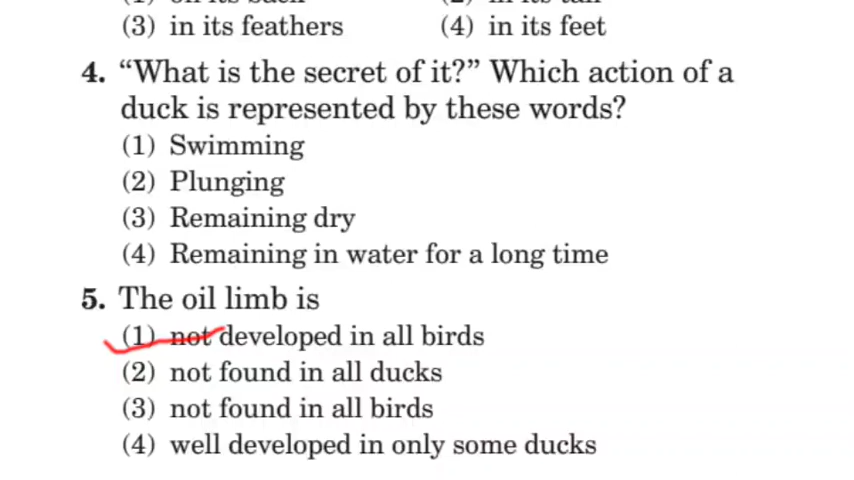 (3) in its feathers (4) in its feet
4. “What is the secret of it?” Which action of a
duck is represented by these words?
(1) Swimming
(2) Plunging
(3) Remaining dry
(4) Remaining in water for a long time
5. The oil limb is
(1) not developed in all birds
(2) not found in all ducks
(3) not found in all birds
(4) well developed in only some ducks